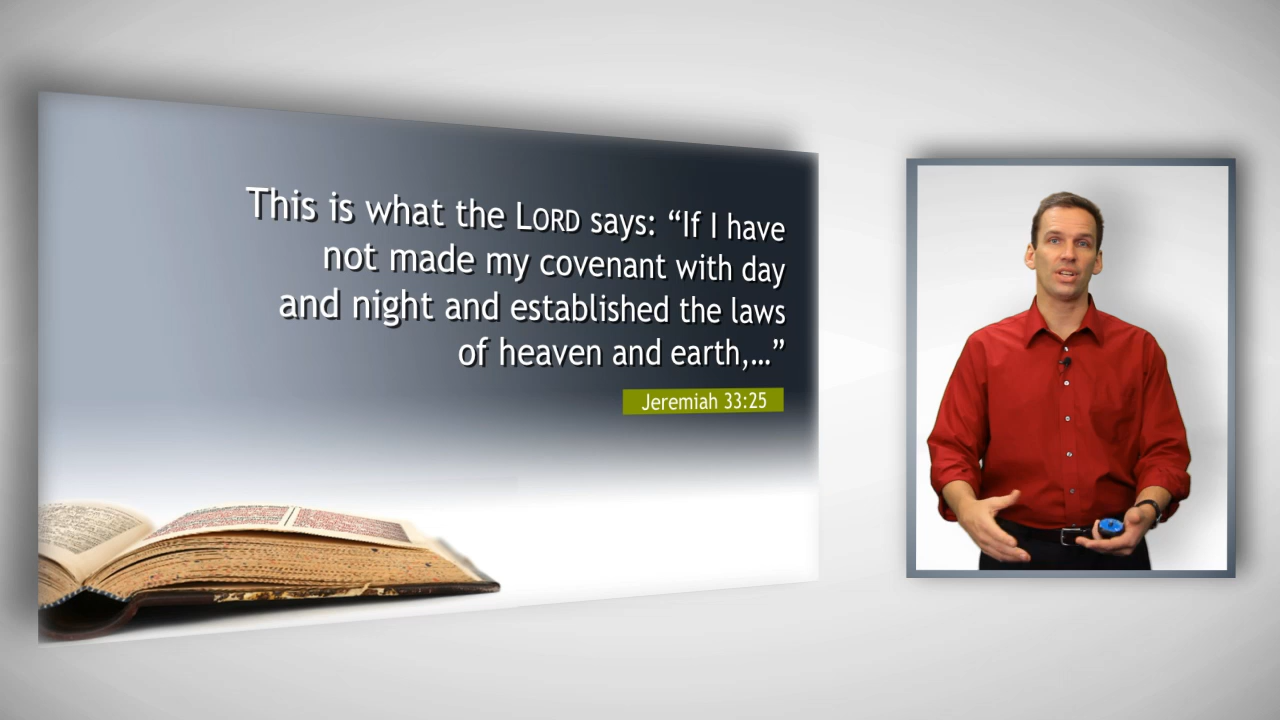 This is what the LORD says: “If I have
not made my covenant with day
and night and established the laws
of heaven and earth,…”
Jeremiah 33:25